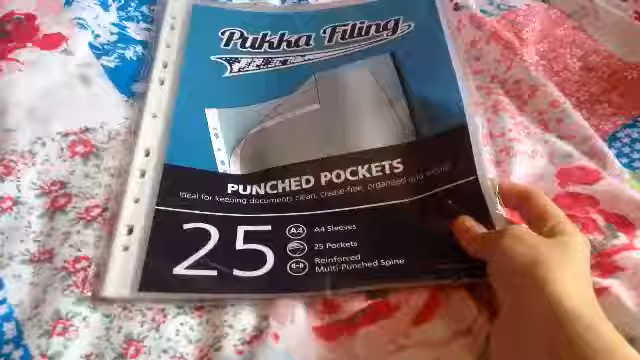 Pukka Filing
PUNCHED POCKETS
Ideal for keeping documents clean, crease-free, organised and
25
A4
A4 Sleeves
25 Pockets
Reinforced
Multi-Punched Spine